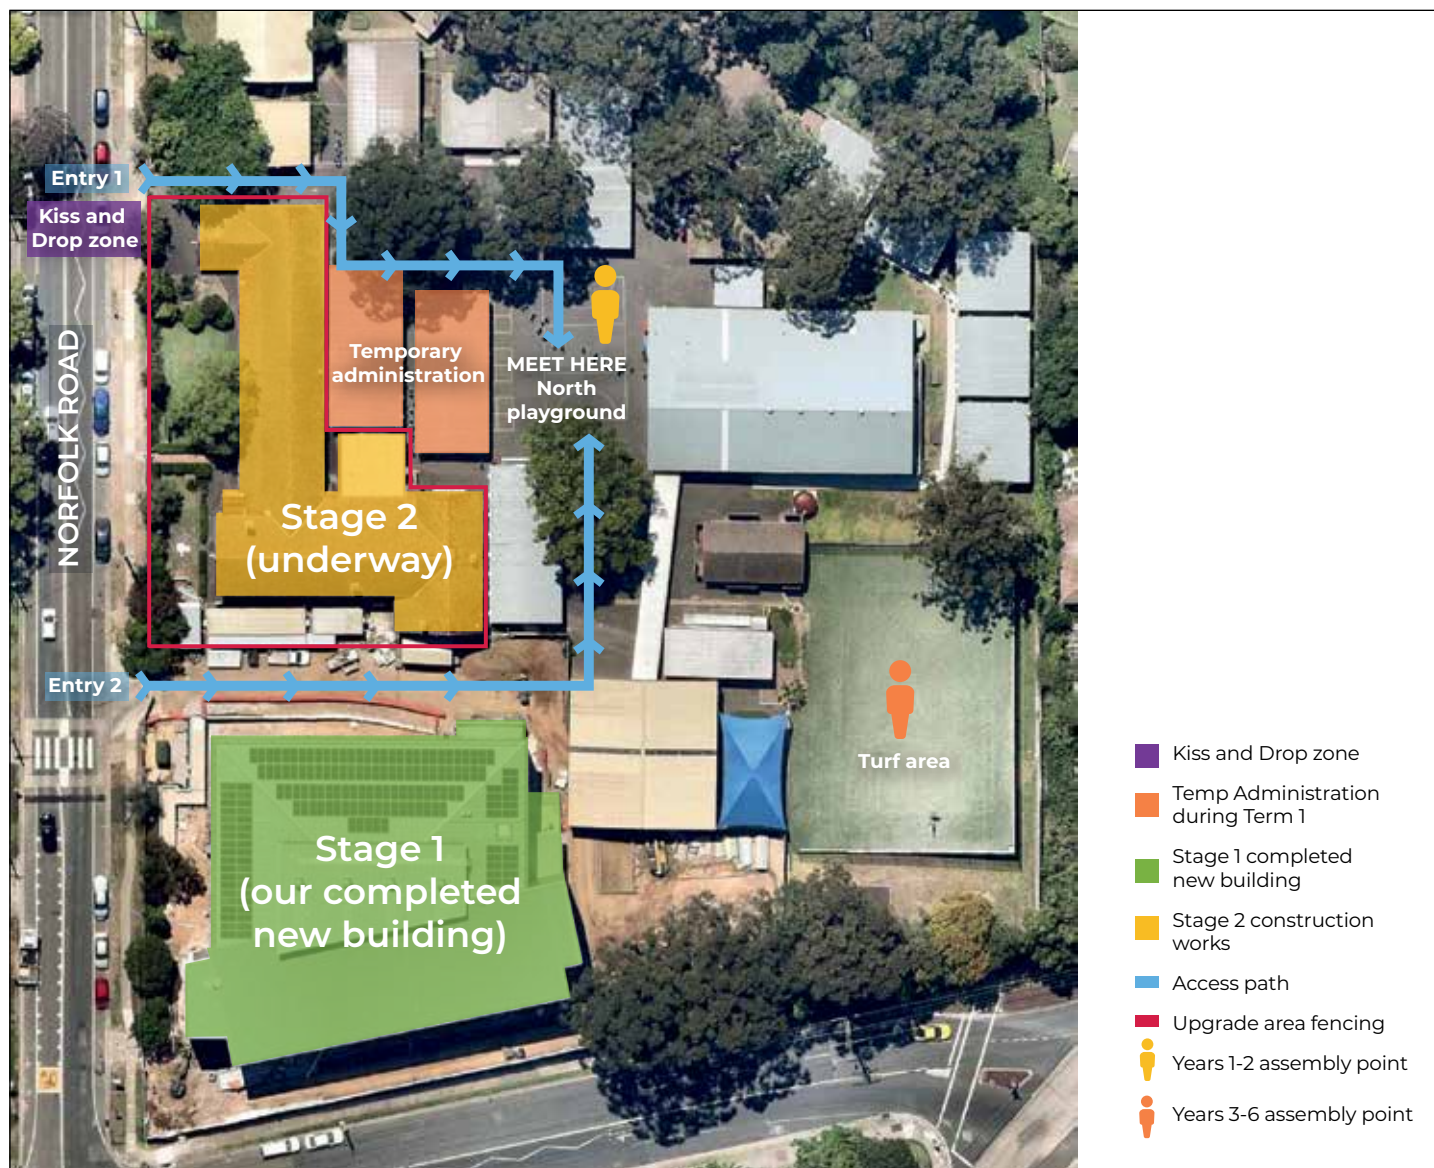 Entry 1
Kiss and
Drop zone
NORFOLK ROAD
Temporary
administration
MEET HERE
North
playground
Stage 2
(underway)
Entry 2
Turf area
Stage 1
(our completed
new building)
Kiss and Drop zone
Temp Administration
during Term 1
Stage 1 completed
new building
Stage 2 construction
works
Access path
Upgrade area fencing
Years 1-2 assembly point
Years 3-6 assembly point